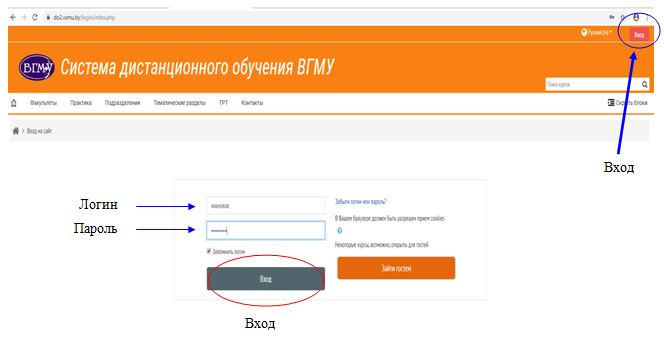 do2.vsmu.by/login/index.php
Русский (ru)
Вход
ВГМУ
Система дистанционного обучения ВГМУ
Поиск курсов
Факультеты Практика Подразделения Тематические разделы ТРТ Контакты Скрыть блоки
> Вход на сайт
Вход
Логин
иванован
Забыли логин или пароль?
Пароль
В Вашем браузере должен быть разрешен прием cookies
Запомнить логин
Некоторые курсы, возможно, открыты для гостей
Вход
Зайти гостем
Вход